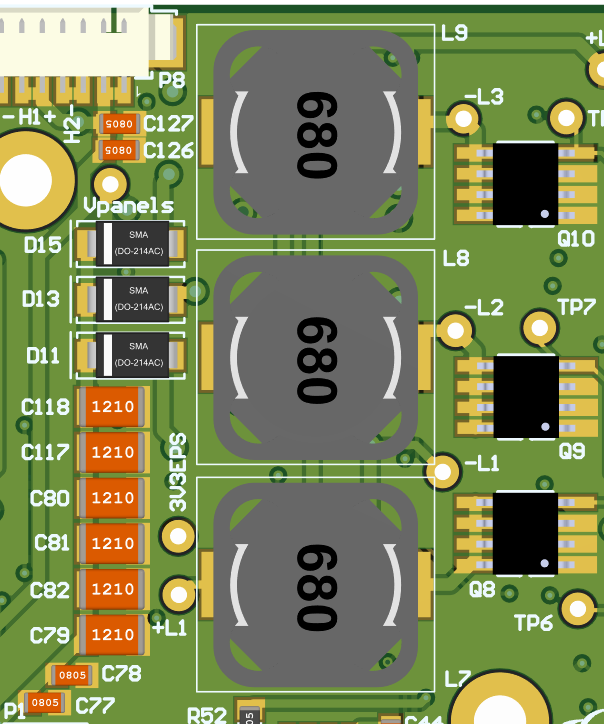 L9
+L
P8
-L3
TP
-H1+
H2-
0805
C127
0805
C126
Vpanels
D15
SMA
(DO-214AC)
680
Q10
L8
D13
SMA
(DO-214AC)
-L2
TP7
D11
SMA
(DO-214AC)
680
C118
1210
C117
1210
Q9
3V3EPS
-L1
C80
1210
C81
1210
680
C82
1210
Q8
TP6
C79
1210
+L1
C78
0805
L7
P1
0805
C77
R52
05
C44